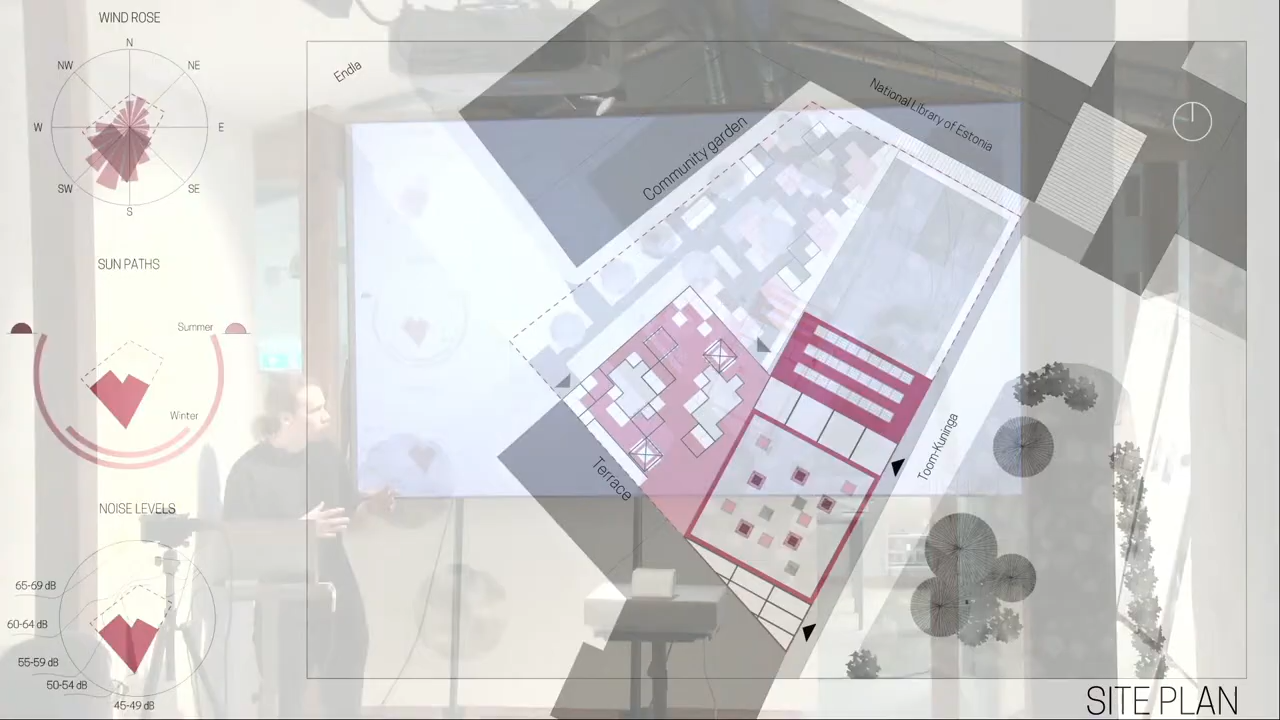 WIND ROSE
N
NW
NE
W
E
SW
SE
S
SUN PATHS
Summer
Winter
NOISE LEVELS
65-69 dB
60-64 dB
55-59 dB
50-54 dB
45-49 dB
Endla
Community garden
National Library of Estonia
Terrace
Toom-Kuninga
SITE PLAN